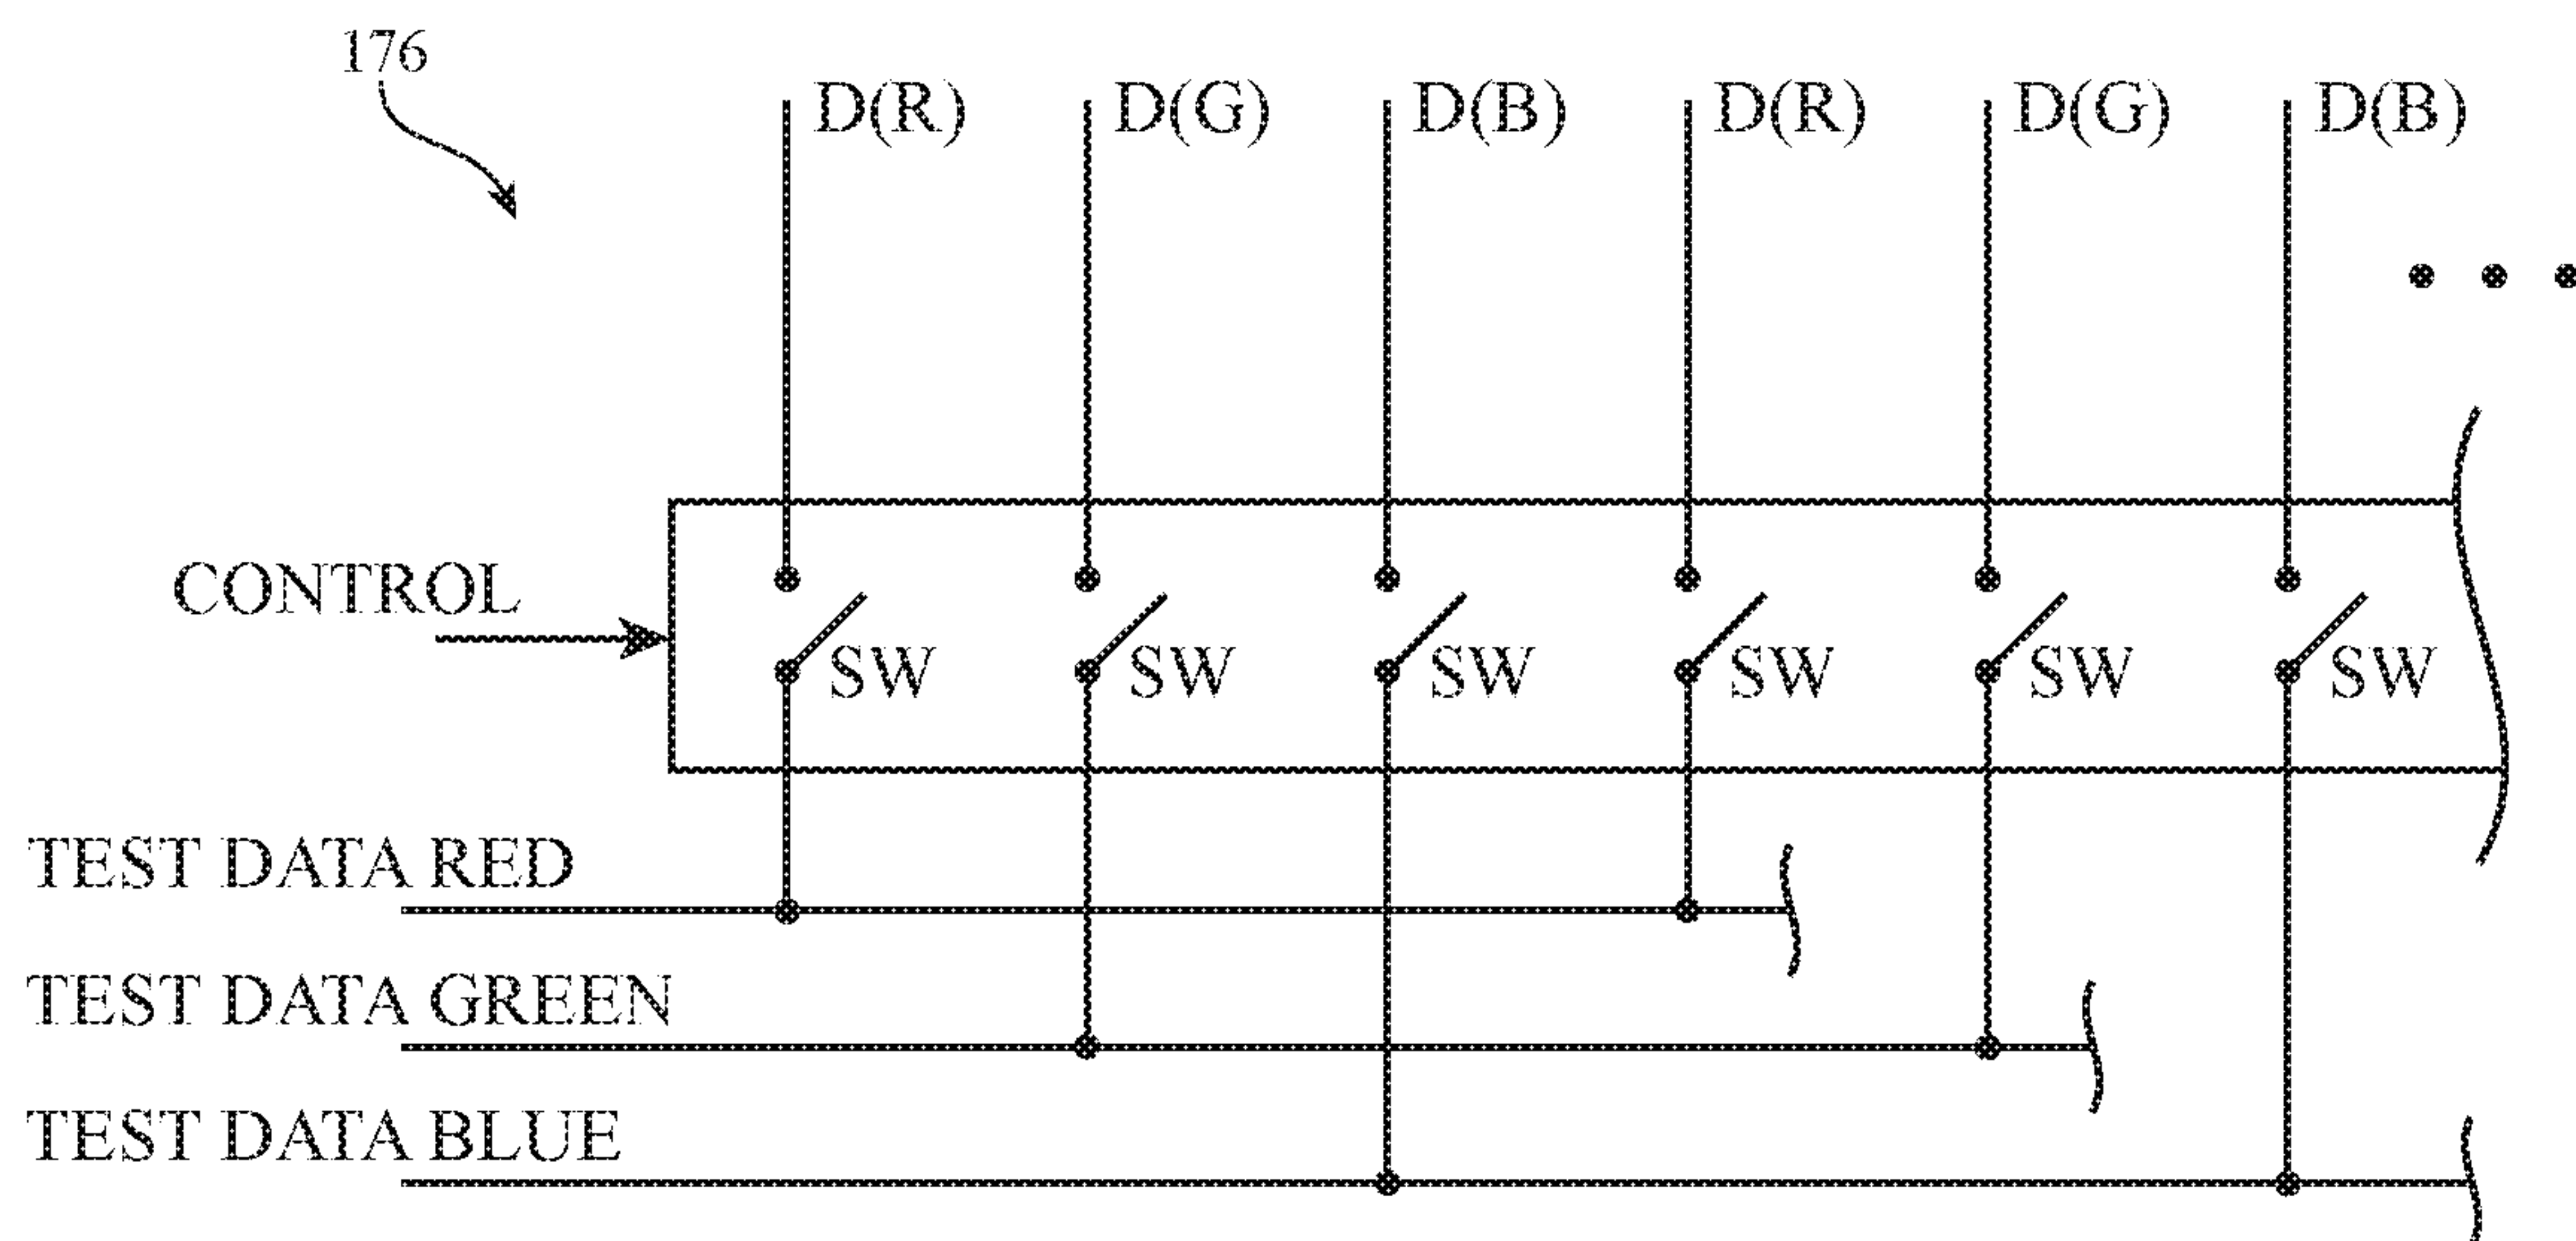 176
D(R) D(G) D(B) D(R) D(G) D(B)
CONTROL
SW SW SW SW SW SW
TEST DATA RED
TEST DATA GREEN
TEST DATA BLUE